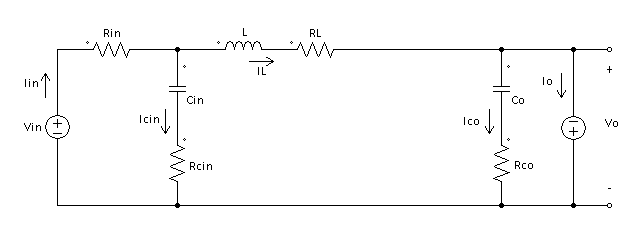 Rin
L
RL
IL
Iin
Cin
Co
Io
+
Icin
Ico
Vin
+
-
-
+
Vo
Rcin
Rco
-